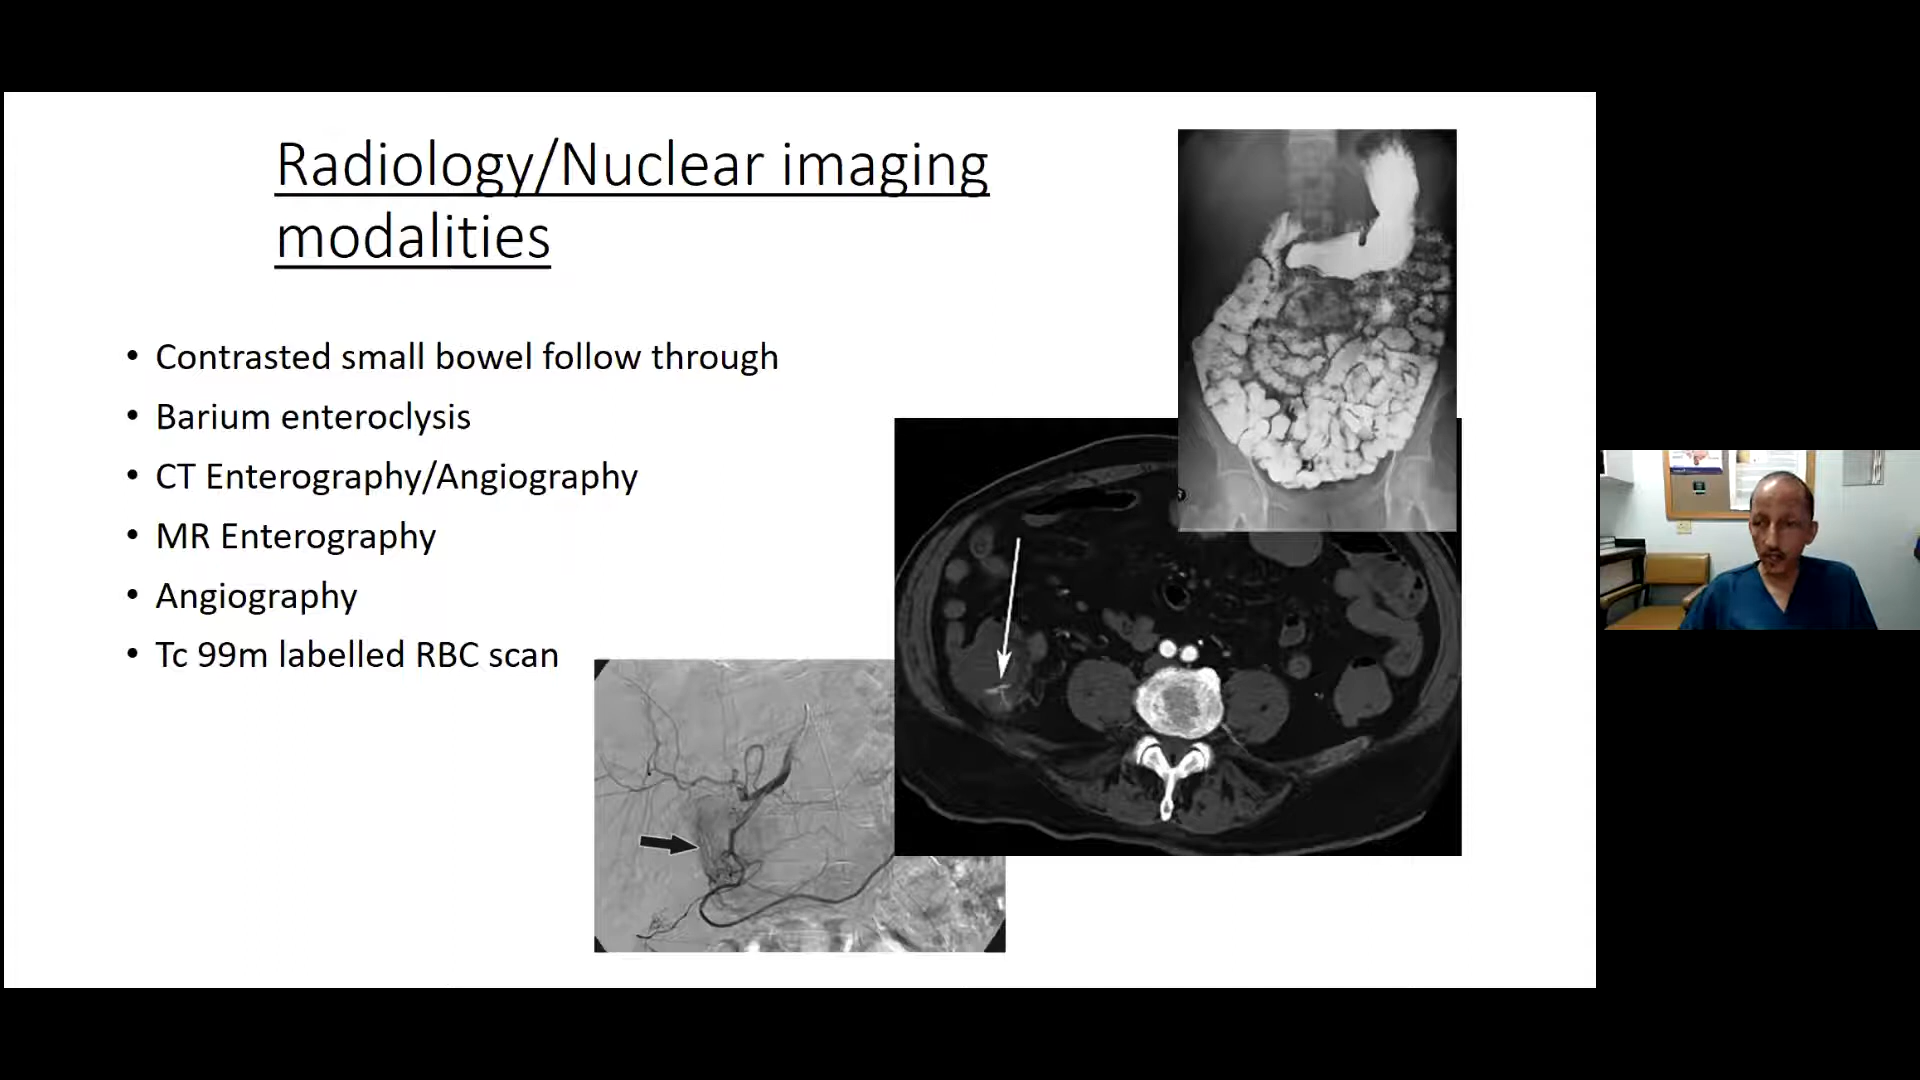 Radiology/Nuclear imaging
modalities
• Contrasted small bowel follow through
• Barium enteroclysis
• CT Enterography/Angiography
• MR Enterography
• Angiography
• Tc 99m labelled RBC scan